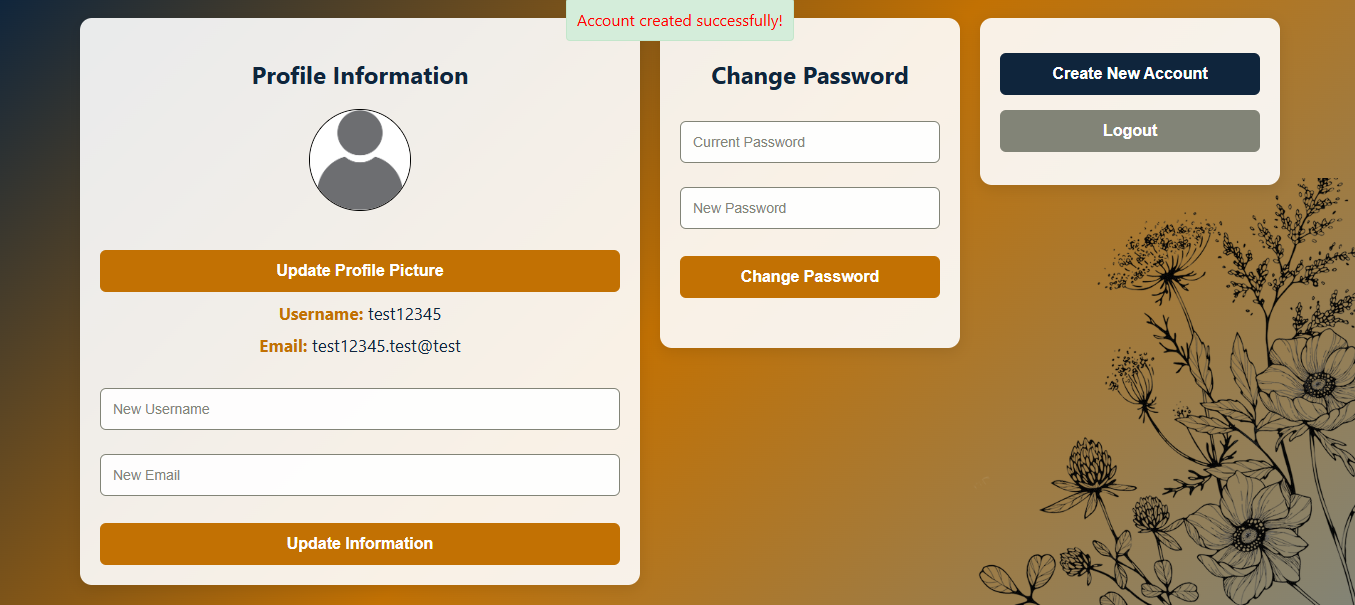 Account created successfully!
Profile Information
Update Profile Picture
Username: test12345
Email: test12345.test@test
New Username
New Email
Update Information
Change Password
Current Password
New Password
Change Password
Create New Account
Logout